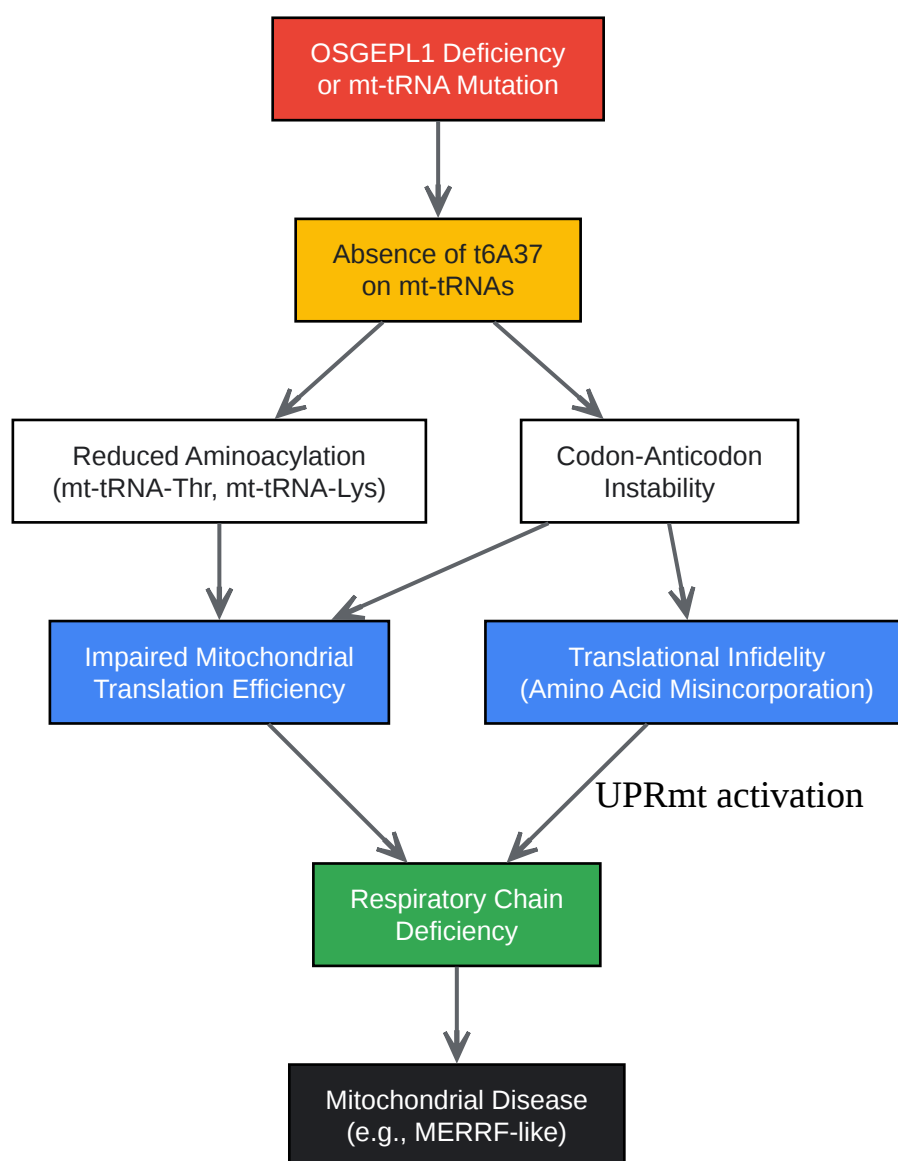 OSGEPL1 Deficiency
or mt-tRNA Mutation
Absence of t6A37
on mt-tRNAs
Reduced Aminoacylation
(mt-tRNA-Thr, mt-tRNA-Lys)
Codon-Anticodon
Instability
Impaired Mitochondrial
Translation Efficiency
Translational Infidelity
(Amino Acid Misincorporation)
UPRmt activation
Respiratory Chain
Deficiency
Mitochondrial Disease
(e.g., MERRF-like)